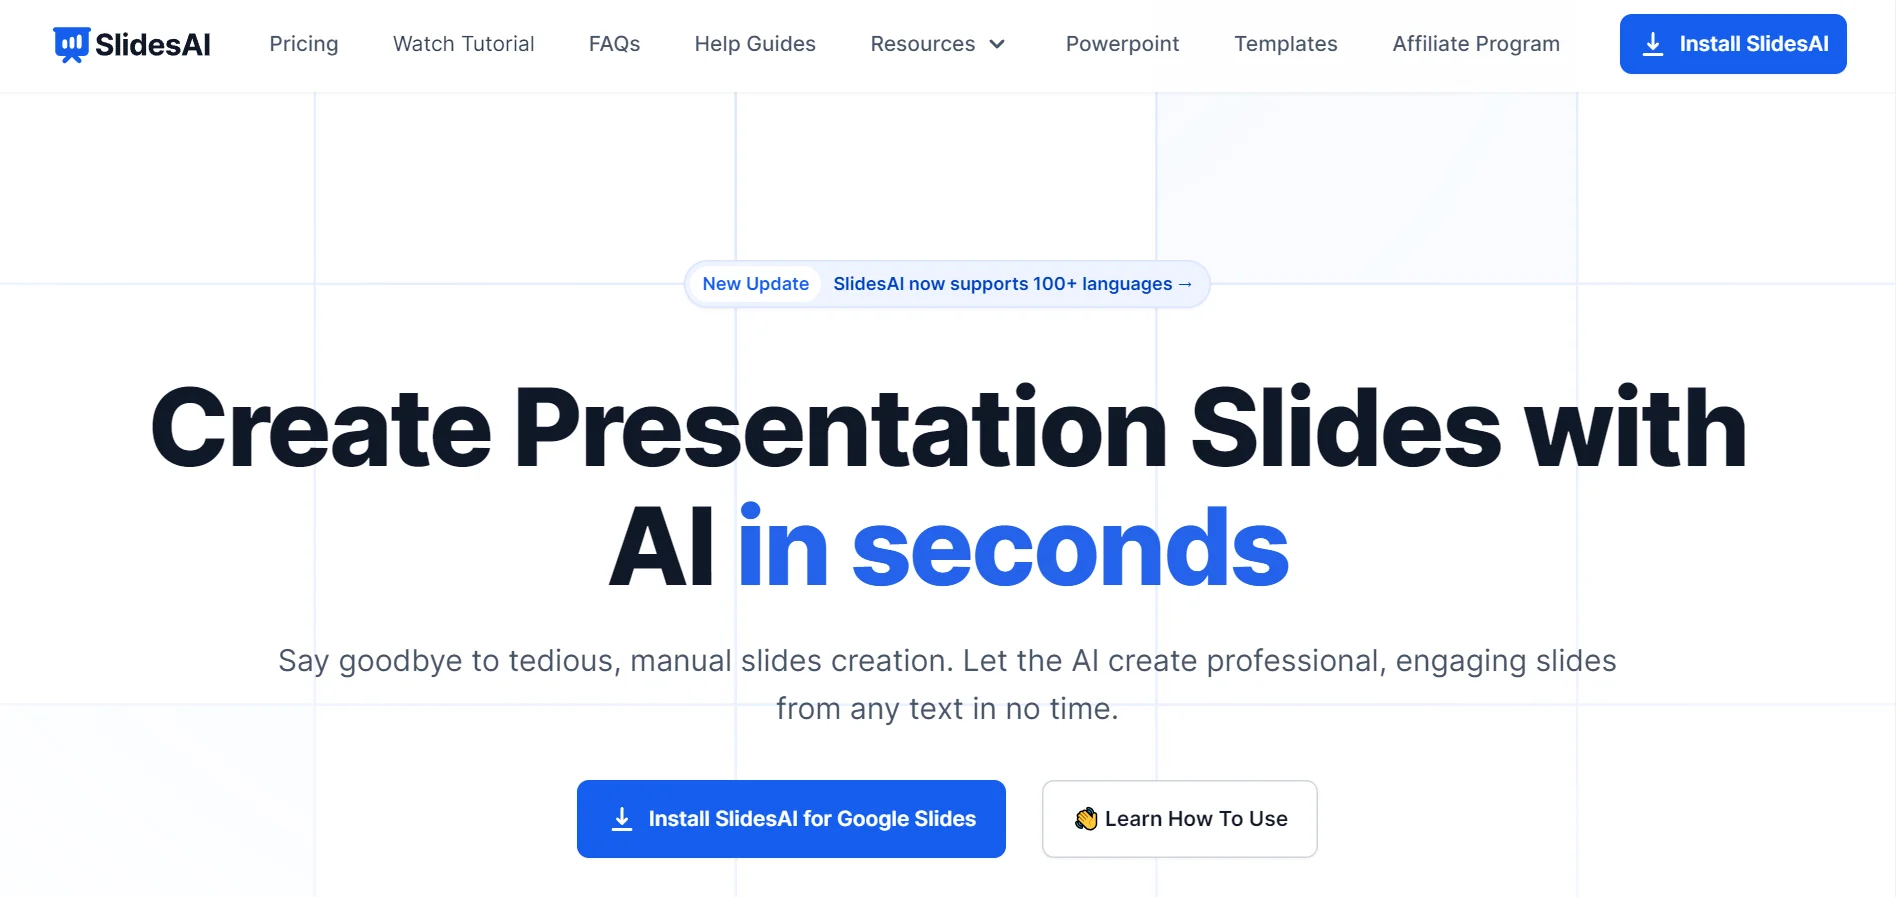 SlidesAI
Pricing
Watch Tutorial
FAQs
Help Guides
Resources
Powerpoint
Templates
Affiliate Program
Install SlidesAI
New Update SlidesAI now supports 100+ languages →
Create Presentation Slides with
AI in seconds
Say goodbye to tedious, manual slides creation. Let the AI create professional, engaging slides
from any text in no time.
Install SlidesAI for Google Slides
👋 Learn How To Use